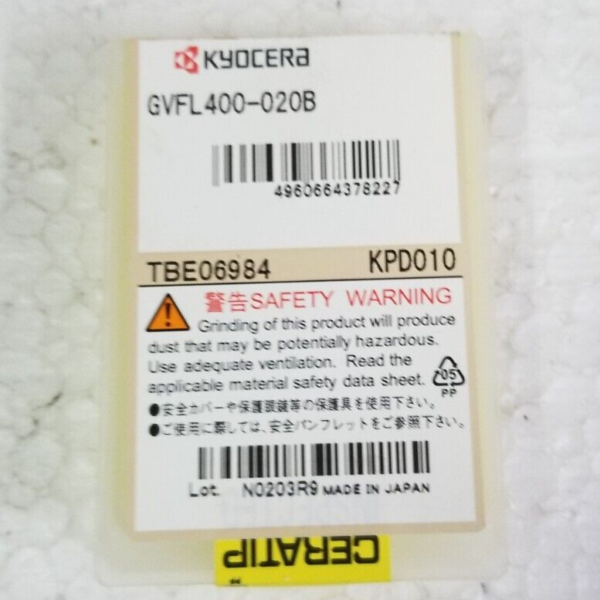 KYOCERA
GVFL400-020B
4960664378227
TBE06984 KPD010
警告SAFETY WARNING
Grinding of this product will produce
dust that may be potentially hazardous.
Use adequate ventilation. Read the
applicable material safety data sheet.
05
PP
●安全カバーや保護眼鏡等の保護具を使用下さい。
●ご使用に際しては、安全パンフレットをご参照下さい。
Lot. N0203R9 MADE IN JAPAN
CERATIP